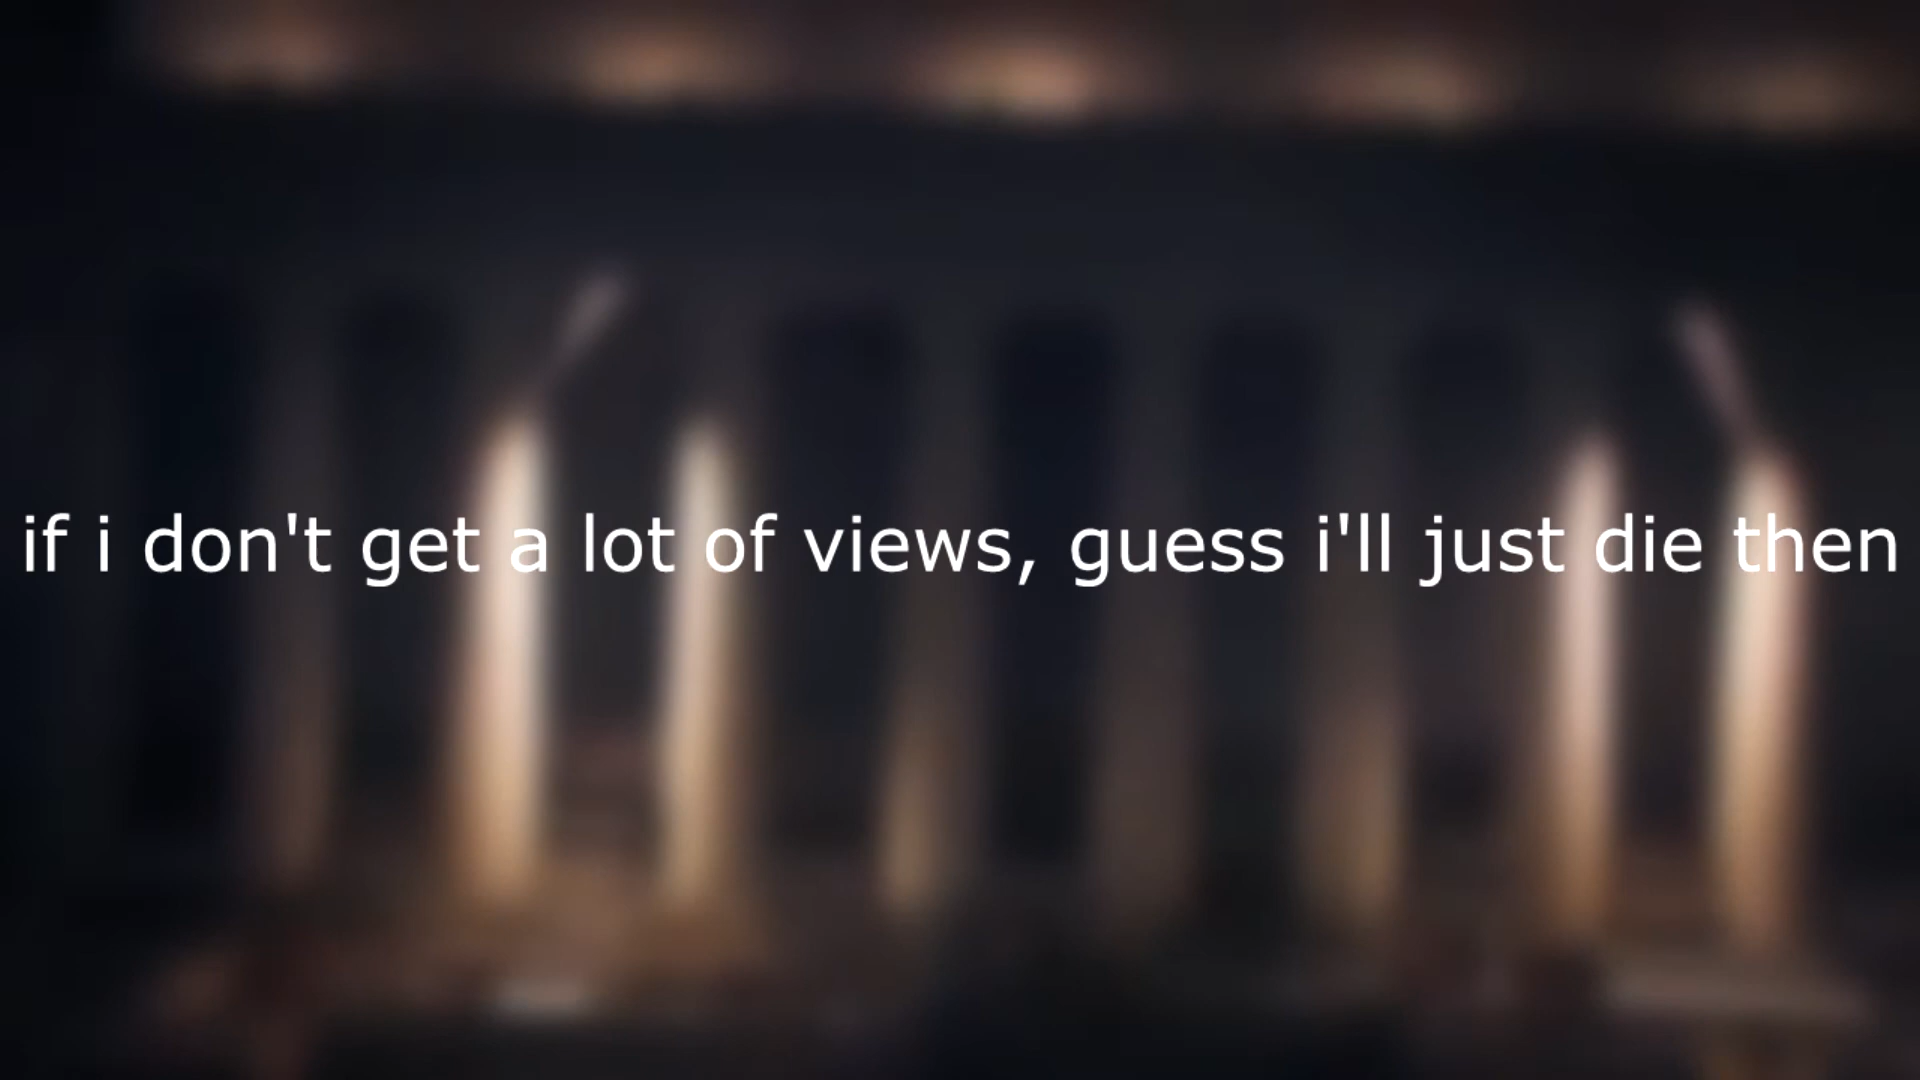 if i don't get a lot of views, guess i'll just die then